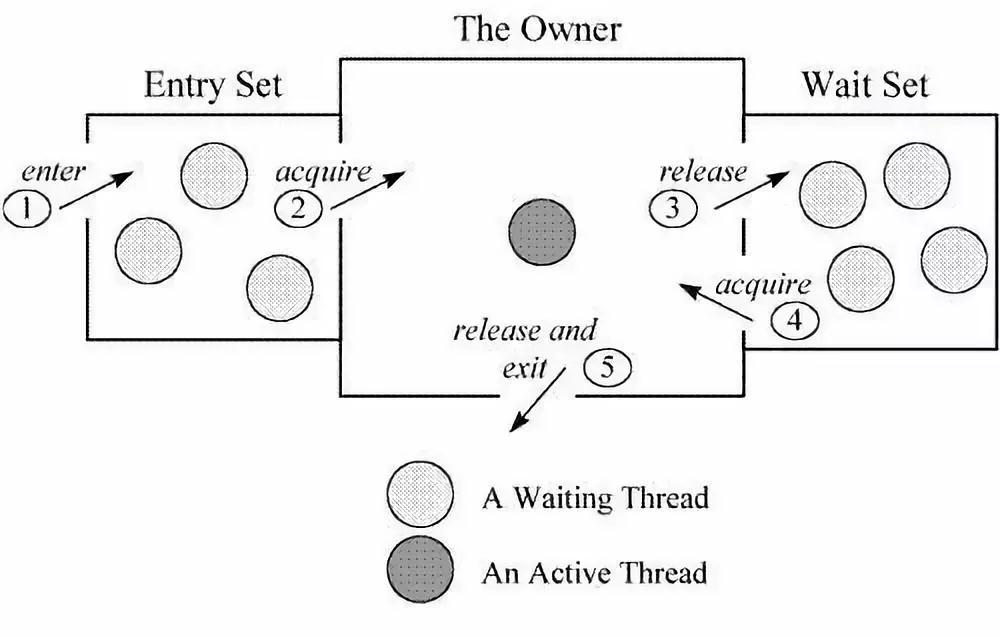 The Owner
Entry Set
Wait Set
enter
1
acquire
2
release
3
acquire
4
release and
exit
5
A Waiting Thread
An Active Thread